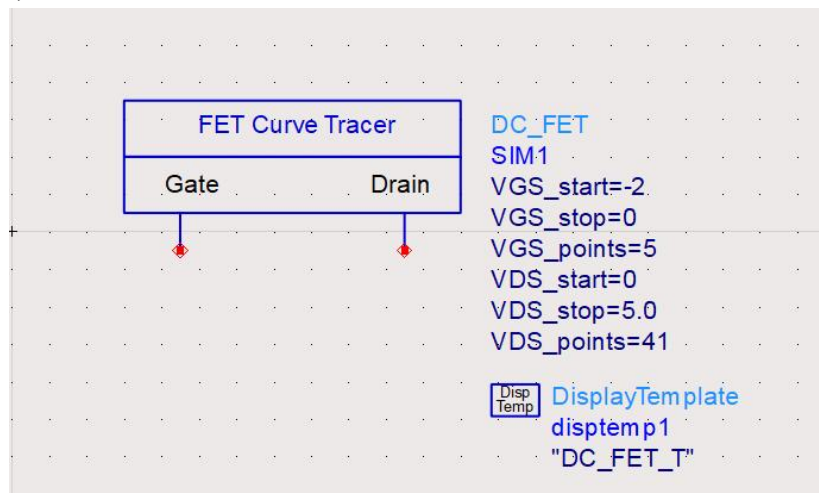 FET Curve Tracer
Gate Drain
DC_FET
SIM1
VGS_start=-2
VGS_stop=0
VGS_points=5
VDS_start=0
VDS_stop=5.0
VDS_points=41
Disp
Temp
DisplayTemplate
disptemp1
"DC_FET_T"